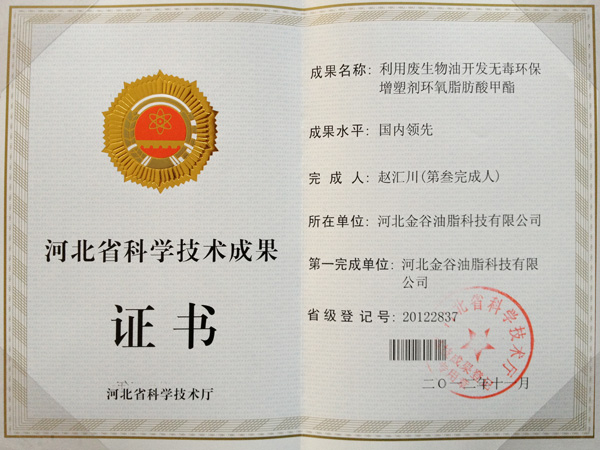 河北省科学技术成果
证书
河北省科学技术厅
成果名称: 利用废生物油开发无毒环保
增塑剂环氧脂肪酸甲酯
成果水平: 国内领先
完成人: 赵汇川(第叁完成人)
所在单位: 河北金谷油脂科技有限公司
第一完成单位: 河北金谷油脂科技有限
公司
省级登记号: 20122837
河北省科学技术厅
二〇一二年十一月